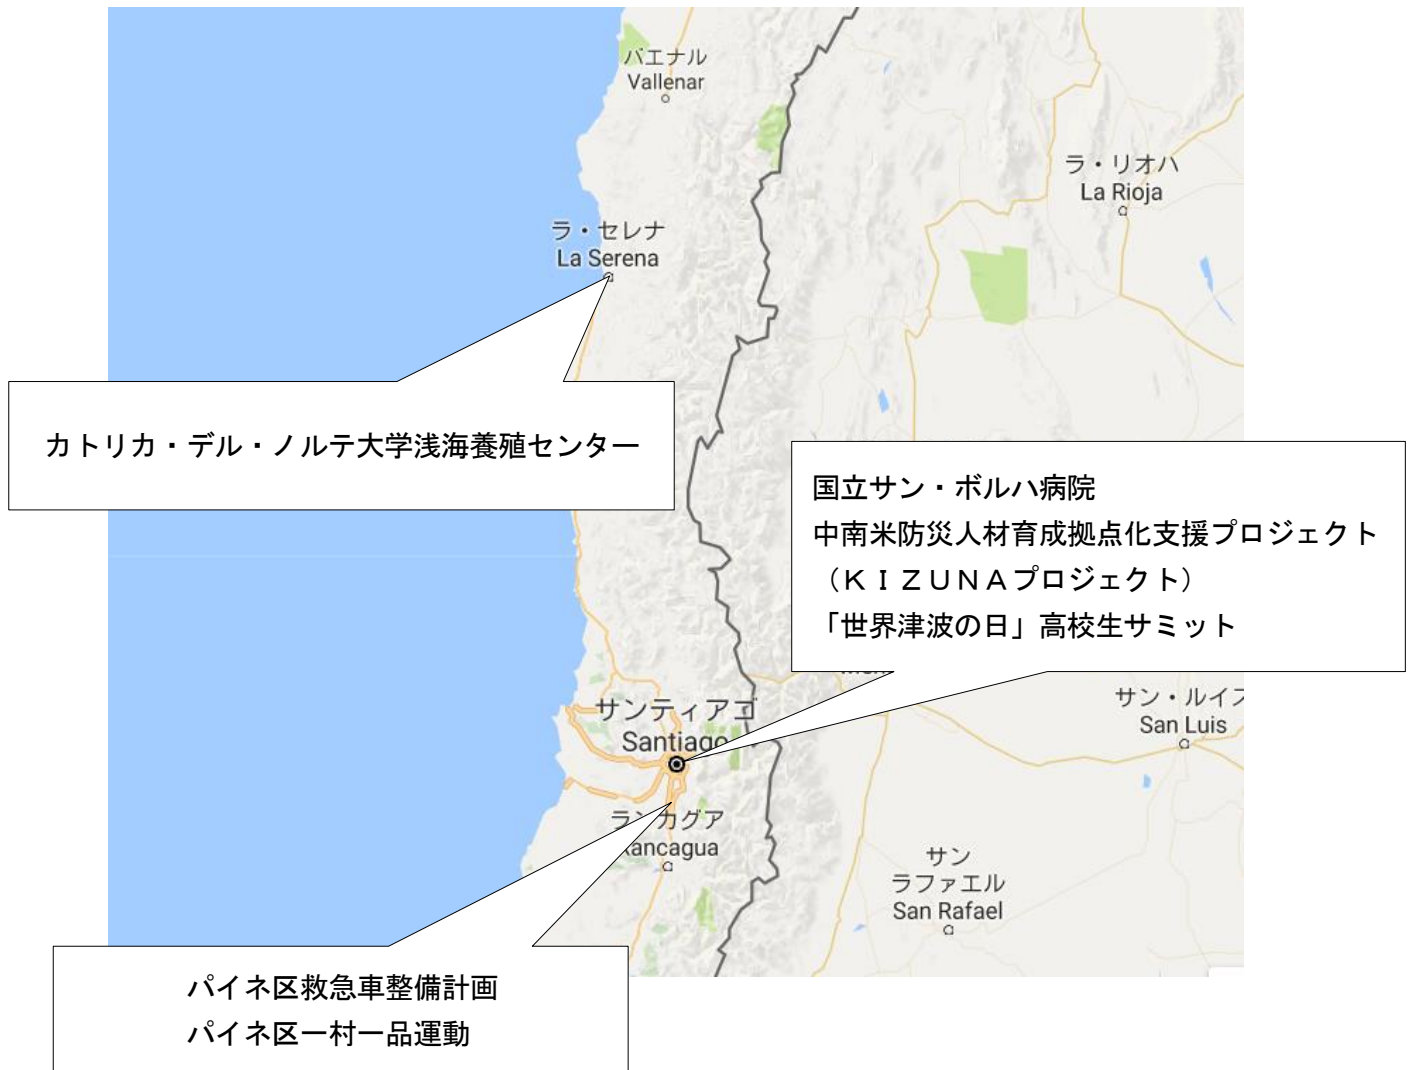 バエナル
Vallenar
ラ・リオハ
La Rioja
ラ・セレナ
La Serena
カトリカ・デル・ノルテ大学浅海養殖センター
国立サン・ボルハ病院
中南米防災人材育成拠点化支援プロジェクト
(KIZUNAプロジェクト)
「世界津波の日」高校生サミット
サンティアゴ
Santiago
サン・ルイス
San Luis
ランカグア
Rancagua
サン
ラファエル
San Rafael
パイネ区救急車整備計画
パイネ区一村一品運動